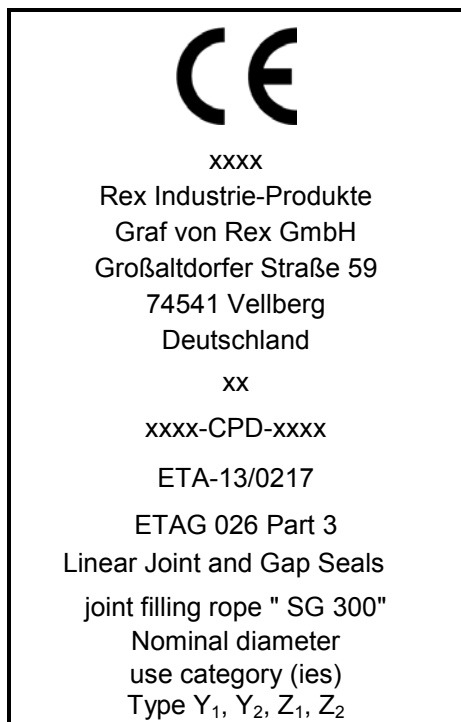 CE
xxxx
Rex Industrie-Produkte
Graf von Rex GmbH
Großaltdorfer Straße 59
74541 Vellberg
Deutschland
xx
xxxx-CPD-xxxx
ETA-13/0217
ETAG 026 Part 3
Linear Joint and Gap Seals
joint filling rope " SG 300"
Nominal diameter
use category (ies)
Type Y₁, Y₂, Z₁, Z₂